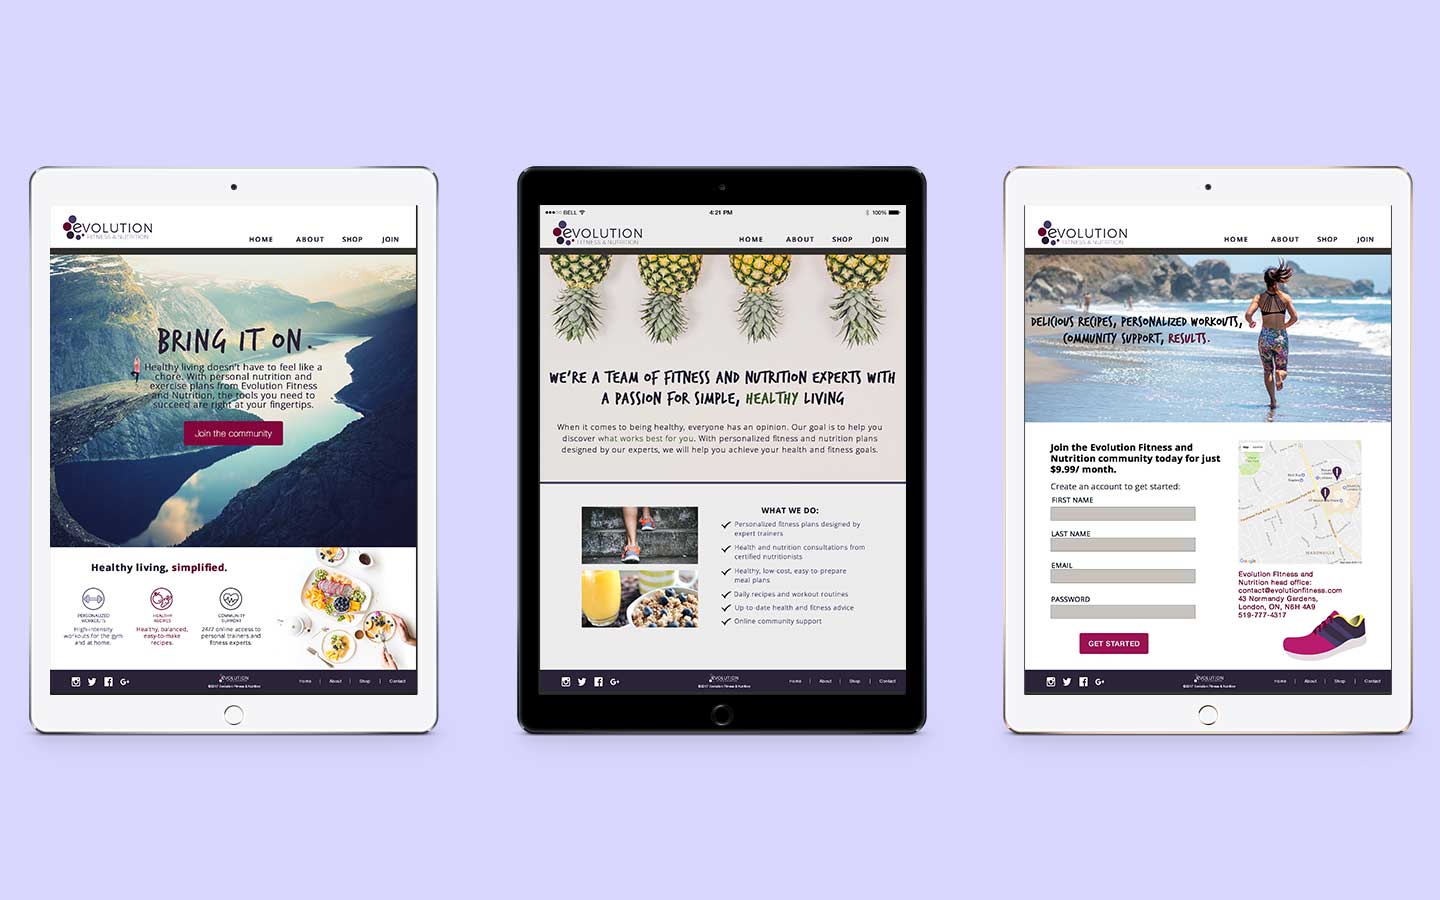 eVOLUTION
FITNESS & NUTRITION
HOME ABOUT SHOP JOIN
BRING IT ON.
Healthy living doesn't have to feel like a
chore. With personal nutrition and
exercise plans from Evolution Fitness
and Nutrition, the tools you need to
succeed are right at your fingertips.
Join the community
Healthy living, simplified.
PERSONALIZED
WORKOUTS
High-intensity
workouts for the gym
and at home.
HEALTHY
RECIPES
Healthy, balanced,
easy-to-make
recipes.
COMMUNITY
SUPPORT
24/7 online access to
personal trainers and
fitness experts.
eVOLUTION
©2017 Evolution Fitness & Nutrition
Home | About | Shop | Contact
BELL 4:21 PM 100%
eVOLUTION
FITNESS & NUTRITION
HOME ABOUT SHOP JOIN
WE'RE A TEAM OF FITNESS AND NUTRITION EXPERTS WITH
A PASSION FOR SIMPLE, HEALTHY LIVING
When it comes to being healthy, everyone has an opinion. Our goal is to help you
discover what works best for you. With personalized fitness and nutrition plans
designed by our experts, we will help you achieve your health and fitness goals.
WHAT WE DO:
Personalized fitness plans designed by
expert trainers
Health and nutrition consultations from
certified nutritionists
Healthy, low-cost, easy-to-prepare
meal plans
Daily recipes and workout routines
Up-to-date health and fitness advice
Online community support
eVOLUTION
©2017 Evolution Fitness & Nutrition
Home | About | Shop | Contact
eVOLUTION
FITNESS & NUTRITION
HOME ABOUT SHOP JOIN
DELICIOUS RECIPES, PERSONALIZED WORKOUTS,
COMMUNITY SUPPORT, RESULTS.
Join the Evolution Fitness and
Nutrition community today for just
$9.99/ month.
Create an account to get started:
FIRST NAME
LAST NAME
EMAIL
PASSWORD
GET STARTED
Map
Google
Evolution Fitness and
Nutrition head office:
contact@evolutionfitness.com
43 Normandy Gardens,
London, ON, N6H 4A9
519-777-4317
eVOLUTION
©2017 Evolution Fitness & Nutrition
Home | About | Shop | Contact